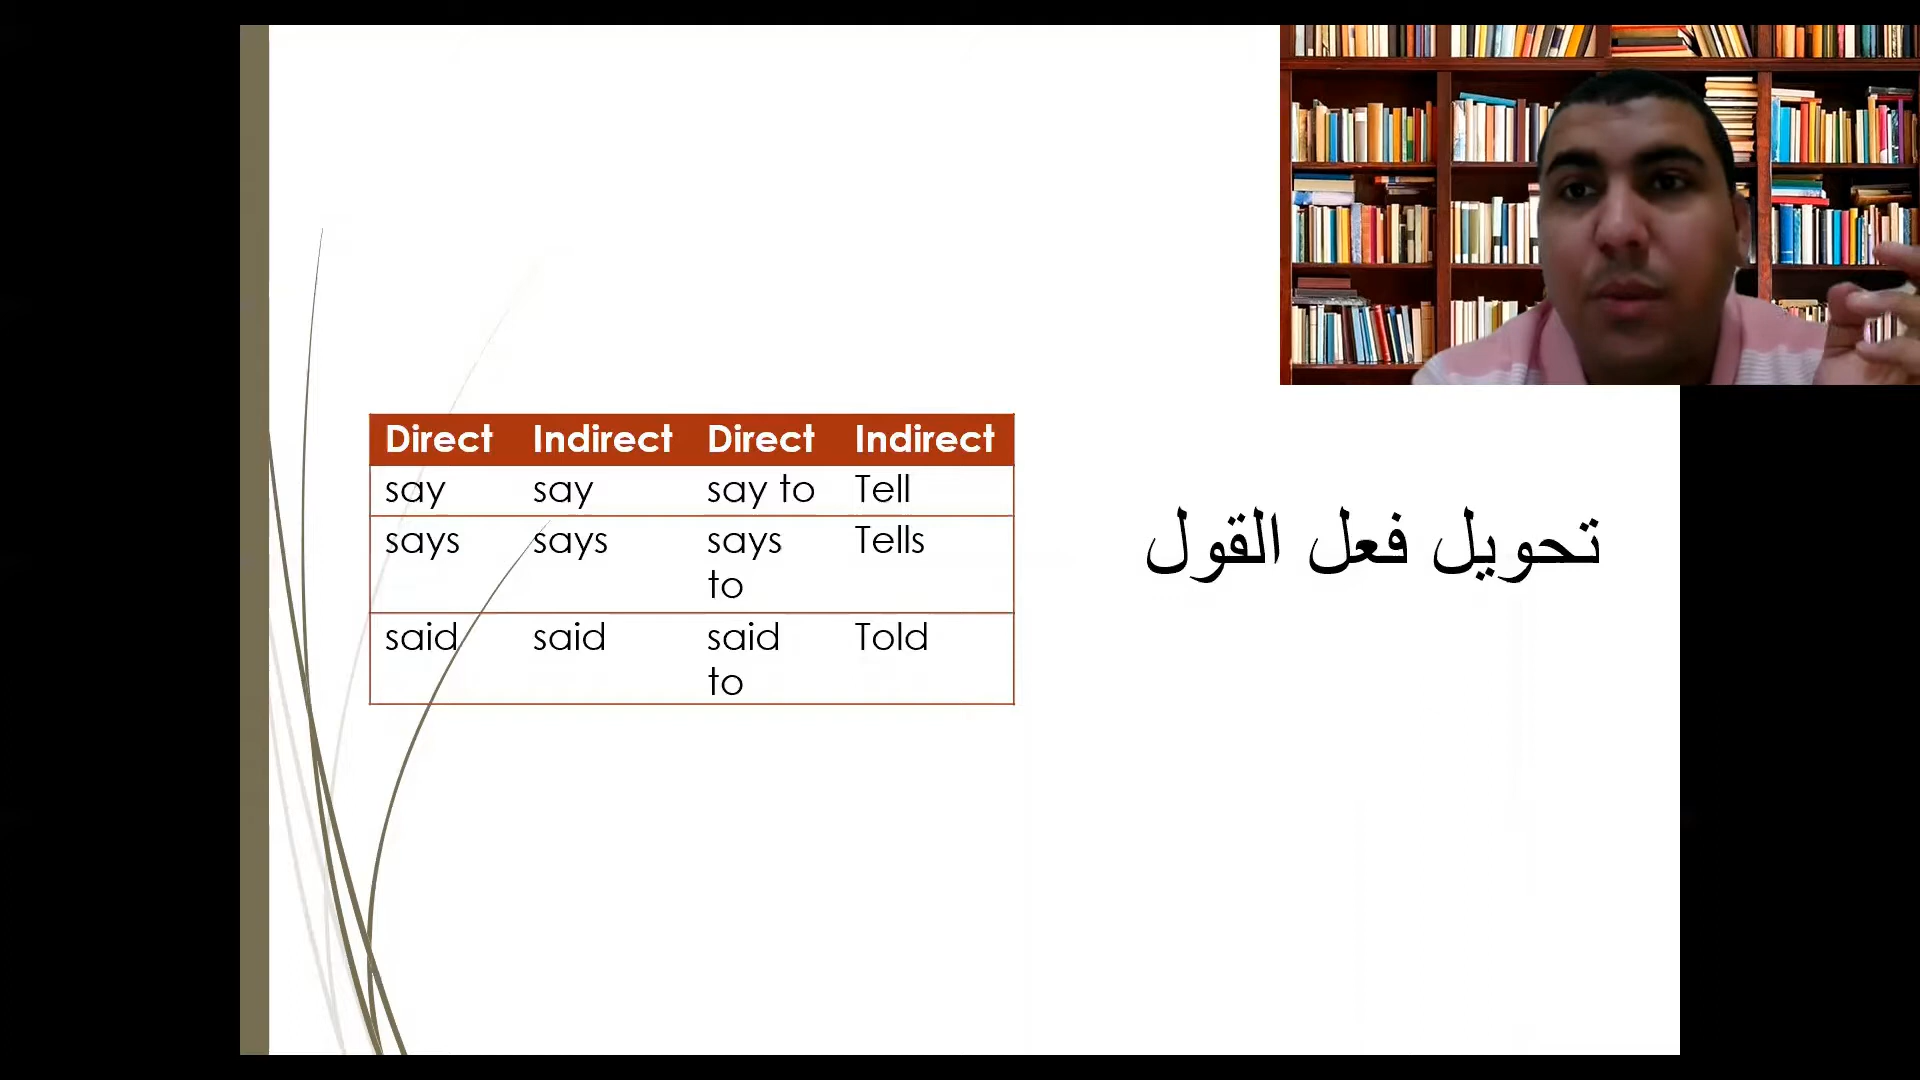 Direct Indirect Direct Indirect
say say say to Tell
says says says to Tells
said said said to Told
تحويل فعل القول